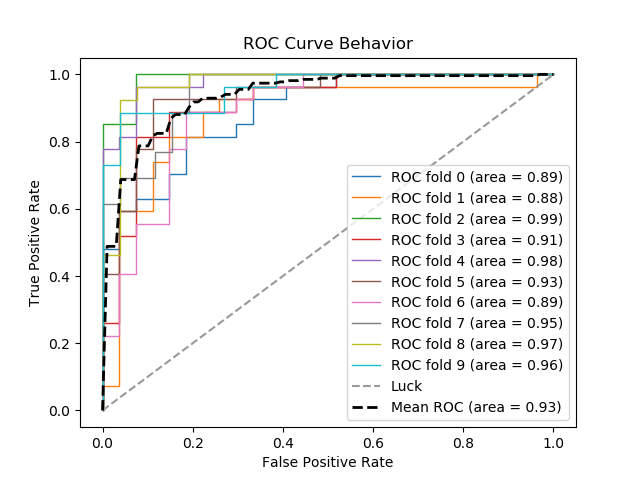 ROC Curve Behavior
True Positive Rate
1.0
0.8
0.6
0.4
0.2
0.0
ROC fold 0 (area = 0.89)
ROC fold 1 (area = 0.88)
ROC fold 2 (area = 0.99)
ROC fold 3 (area = 0.91)
ROC fold 4 (area = 0.98)
ROC fold 5 (area = 0.93)
ROC fold 6 (area = 0.89)
ROC fold 7 (area = 0.95)
ROC fold 8 (area = 0.97)
ROC fold 9 (area = 0.96)
Luck
Mean ROC (area = 0.93)
0.0 0.2 0.4 0.6 0.8 1.0
False Positive Rate